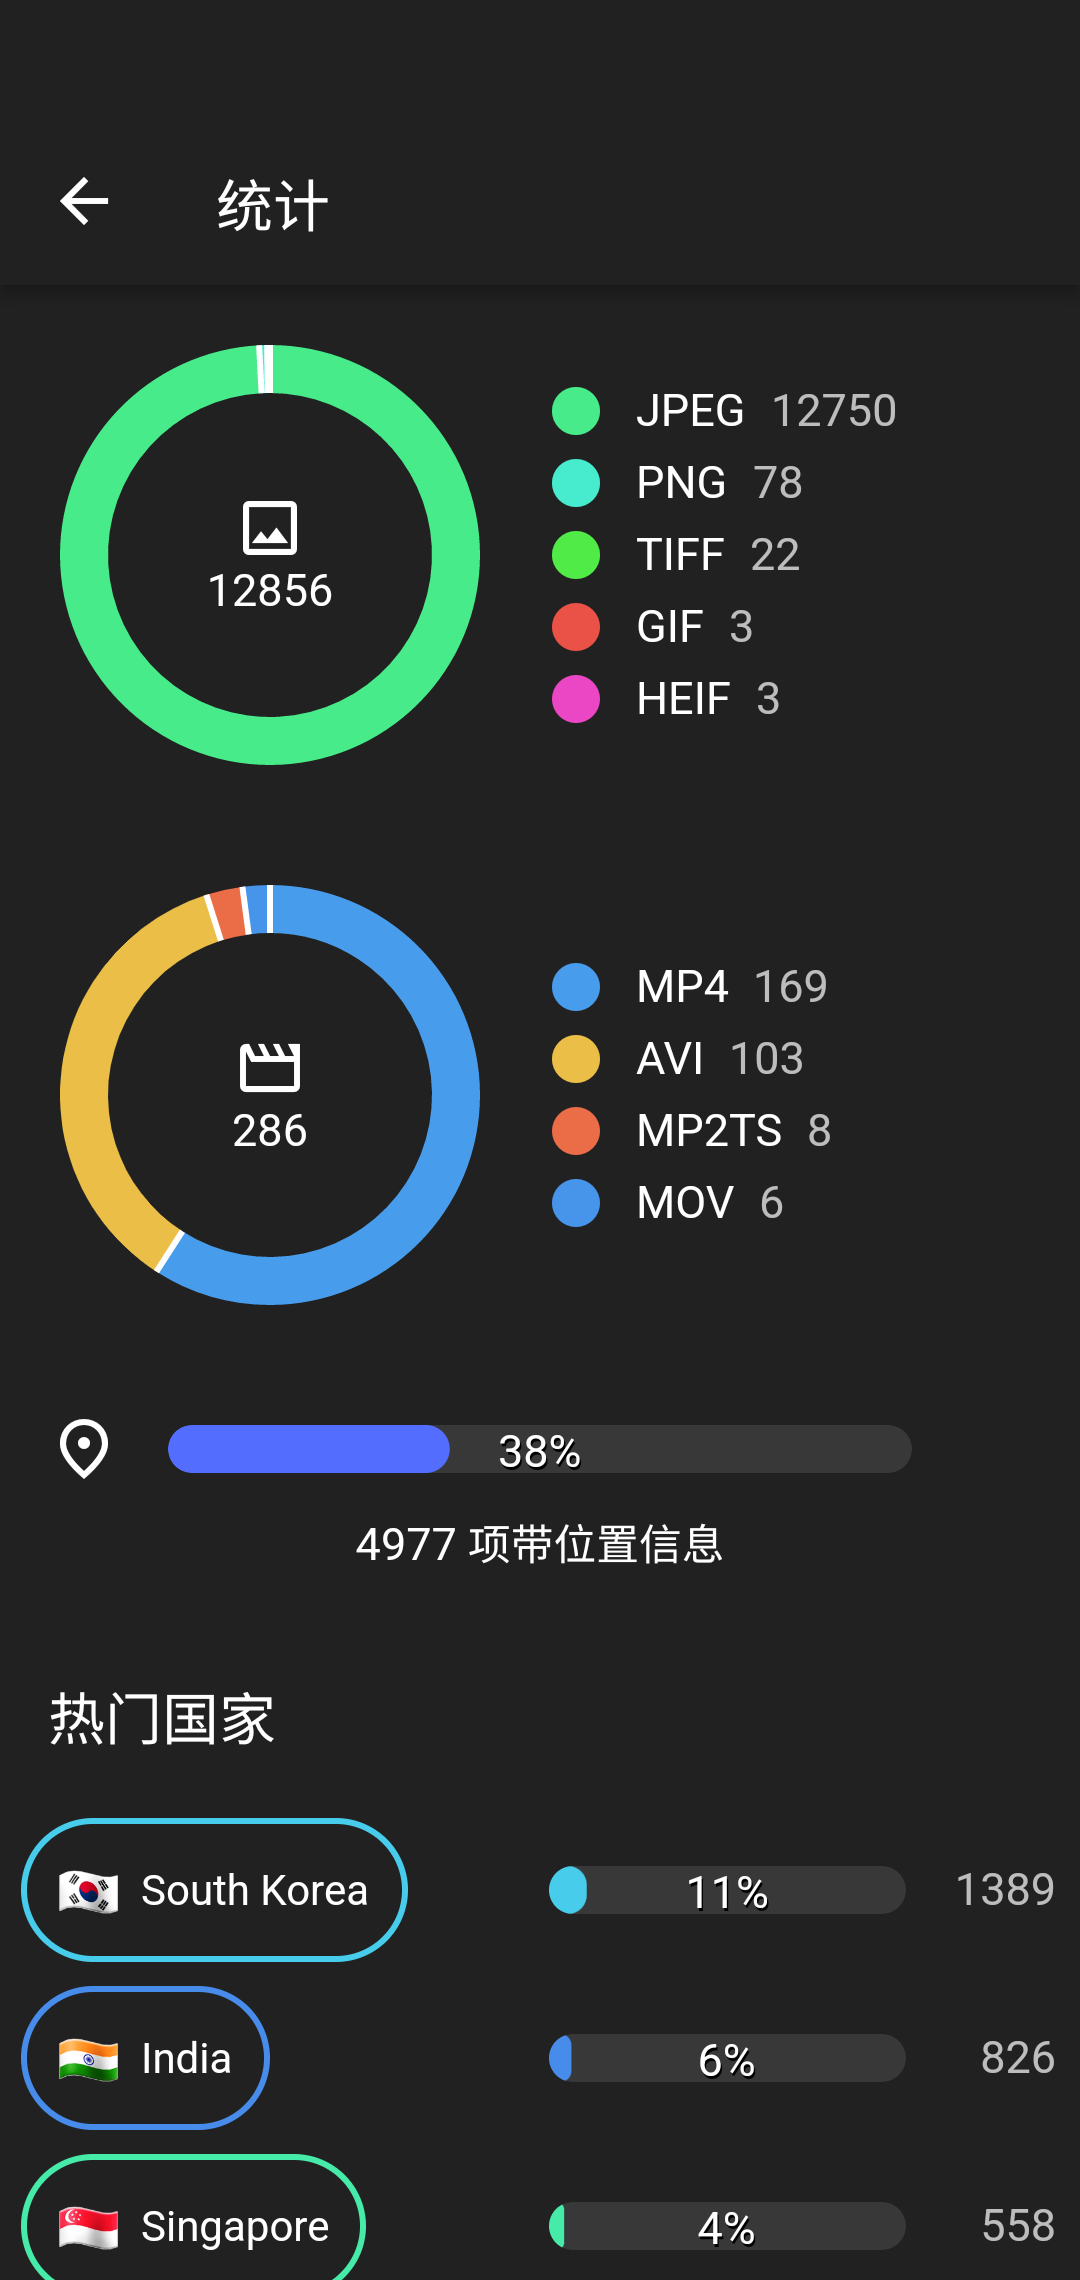 统计
12856
JPEG 12750
PNG 78
TIFF 22
GIF 3
HEIF 3
286
MP4 169
AVI 103
MP2TS 8
MOV 6
38%
4977 项带位置信息
热门国家
South Korea 11% 1389
India 6% 826
Singapore 4% 558